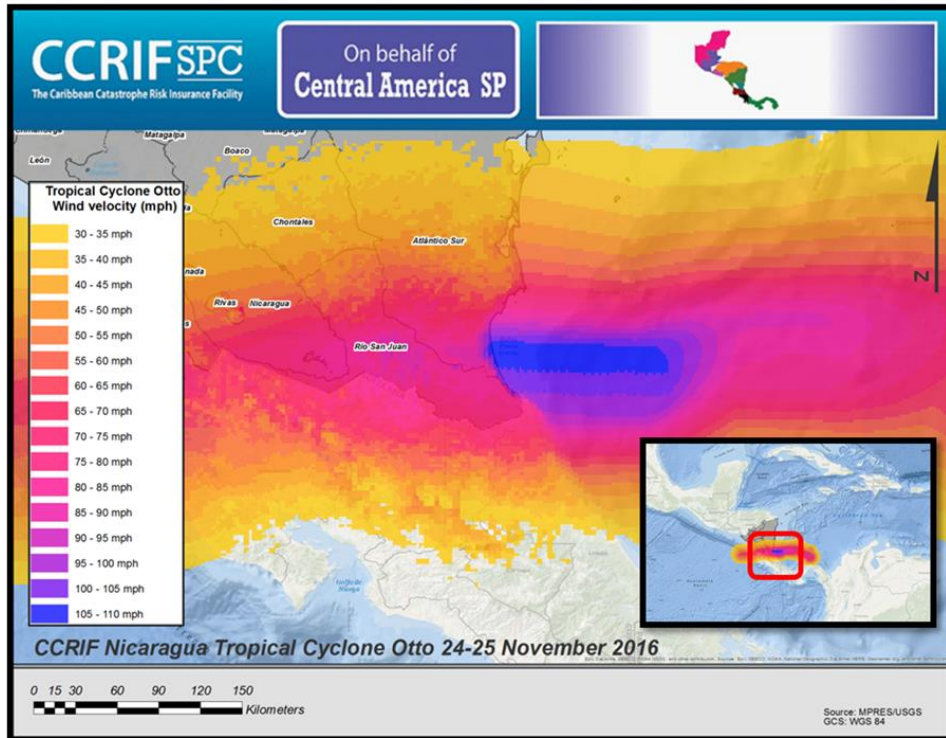 CCRIF SPC
The Caribbean Catastrophe Risk Insurance Facility
On behalf of
Central America SP
Matagalpa
León
Boaco
Chontales
Atlántico Sur
Rivas
Nicaragua
Río San Juan
N
Tropical Cyclone Otto
Wind velocity (mph)
30 - 35 mph
35 - 40 mph
40 - 45 mph
45 - 50 mph
50 - 55 mph
55 - 60 mph
60 - 65 mph
65 - 70 mph
70 - 75 mph
75 - 80 mph
80 - 85 mph
85 - 90 mph
90 - 95 mph
95 - 100 mph
100 - 105 mph
105 - 110 mph
CCRIF Nicaragua Tropical Cyclone Otto 24-25 November 2016
0 15 30 60 90 120 150
Kilometers
Source: MPRES/USGS
GCS: WGS 84